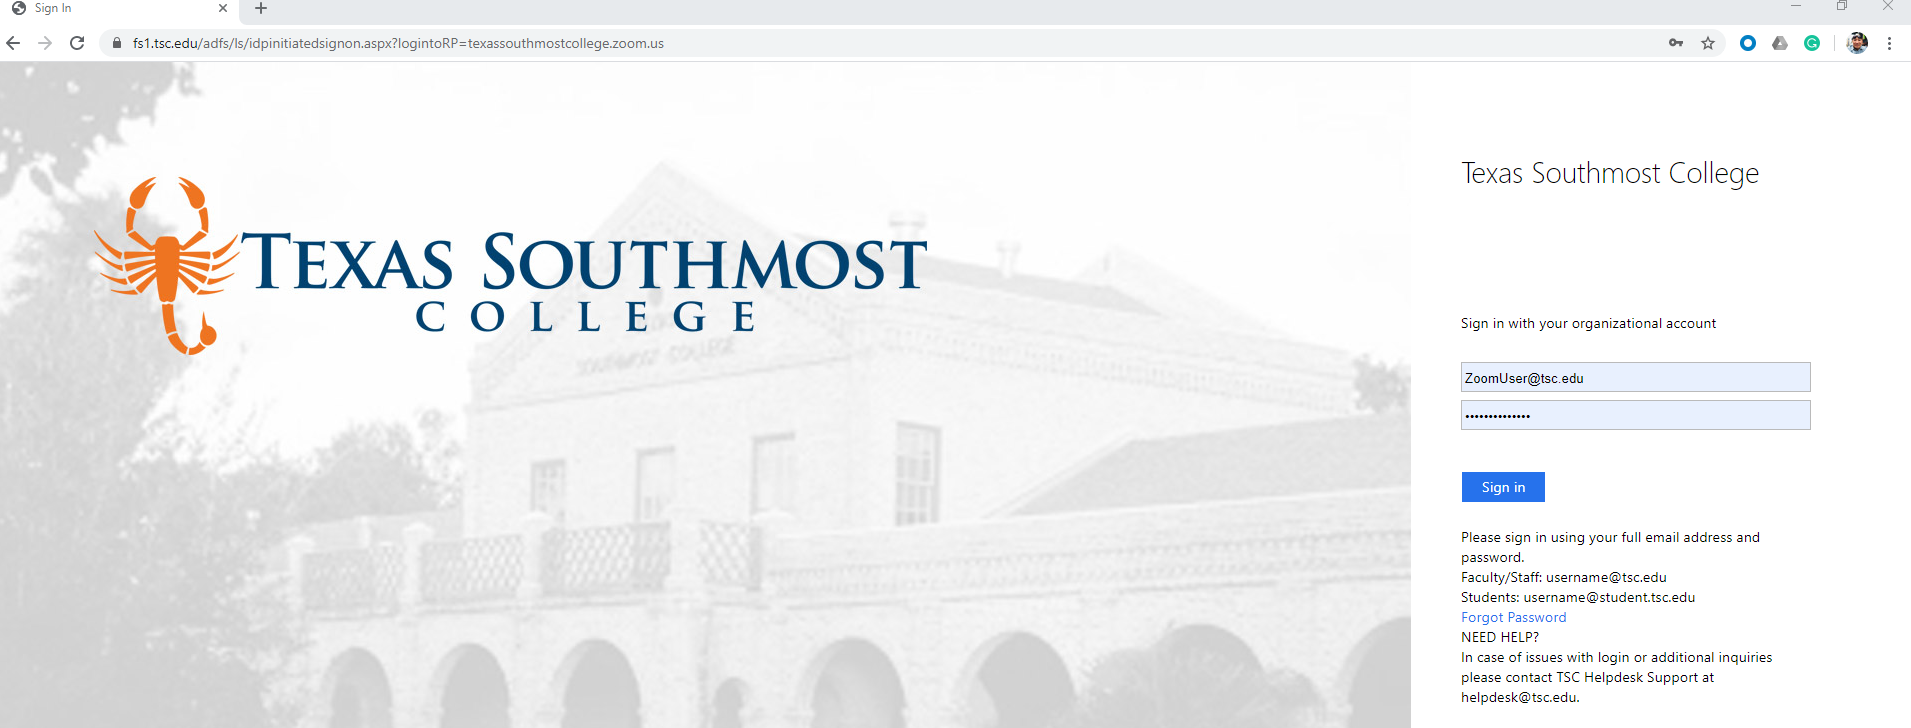 Sign In
fs1.tsc.edu/adfs/ls/idpinitiatedsignon.aspx?logintoRP=texassouthmostcollege.zoom.us
TEXAS SOUTHMOST
COLLEGE
SOUTHMOST COLLEGE
Texas Southmost College
Sign in with your organizational account
ZoomUser@tsc.edu
••••••••••••••
Sign in
Please sign in using your full email address and
password.
Faculty/Staff: username@tsc.edu
Students: username@student.tsc.edu
Forgot Password
NEED HELP?
In case of issues with login or additional inquiries
please contact TSC Helpdesk Support at
helpdesk@tsc.edu.